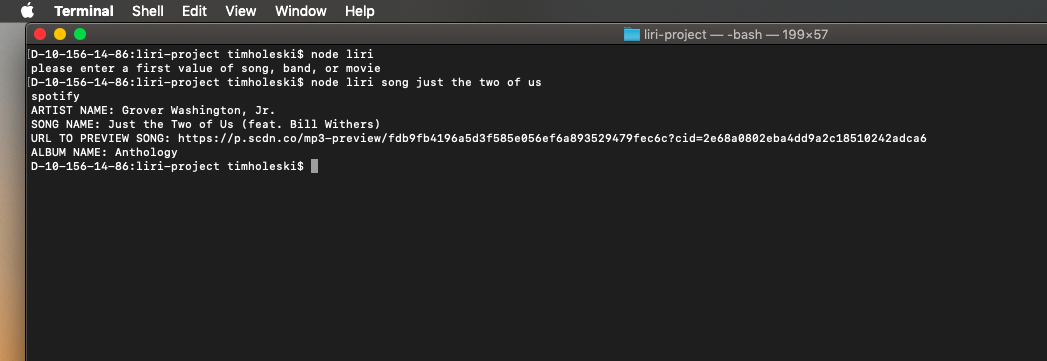 Terminal Shell Edit View Window Help
liri-project — -bash — 199×57
[D-10-156-14-86:liri-project timholeski$ node liri
please enter a first value of song, band, or movie
[D-10-156-14-86:liri-project timholeski$ node liri song just the two of us
spotify
ARTIST NAME: Grover Washington, Jr.
SONG NAME: Just the Two of Us (feat. Bill Withers)
URL TO PREVIEW SONG: https://p.scdn.co/mp3-preview/fdb9fb4196a5d3f585e056ef6a893529479fec6c?cid=2e68a0802eba4dd9a2c18510242adca6
ALBUM NAME: Anthology
D-10-156-14-86:liri-project timholeski$